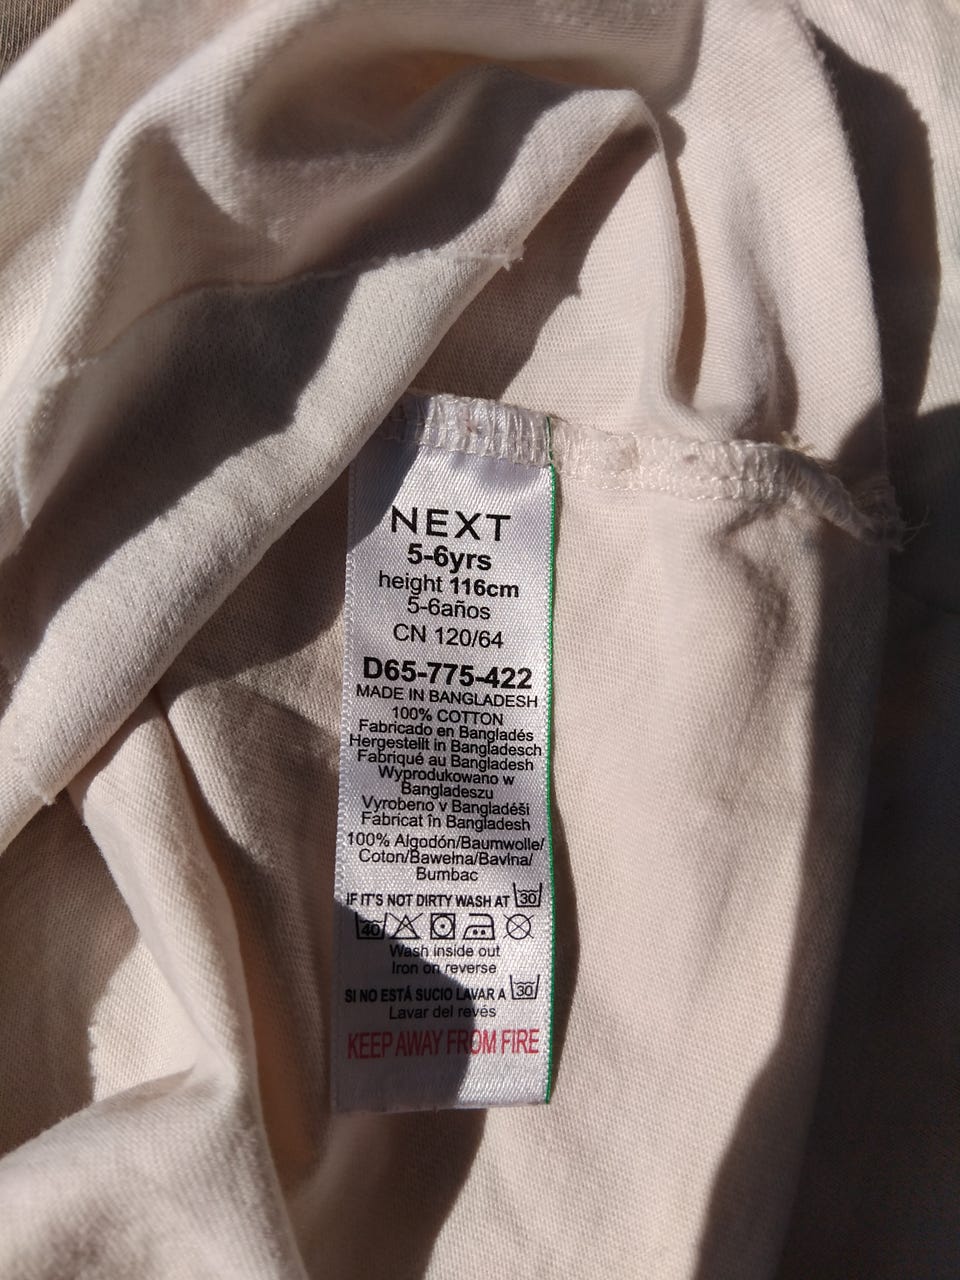 NEXT
5-6yrs
height 116cm
5-6años
CN 120/64
D65-775-422
MADE IN BANGLADESH
100% COTTON
Fabricado en Bangladés
Hergestellt in Bangladesch
Fabriqué au Bangladesh
Wyprodukowano w
Bangladeszu
Vyrobeno v Bangladéši
Fabricat în Bangladesh
100% Algodón/Baumwolle/
Coton/Bawełna/Bavlna/
Bumbac
IF IT'S NOT DIRTY WASH AT 30
40
Wash inside out
Iron on reverse
SI NO ESTÁ SUCIO LAVAR A 30
Lavar del revés
KEEP AWAY FROM FIRE